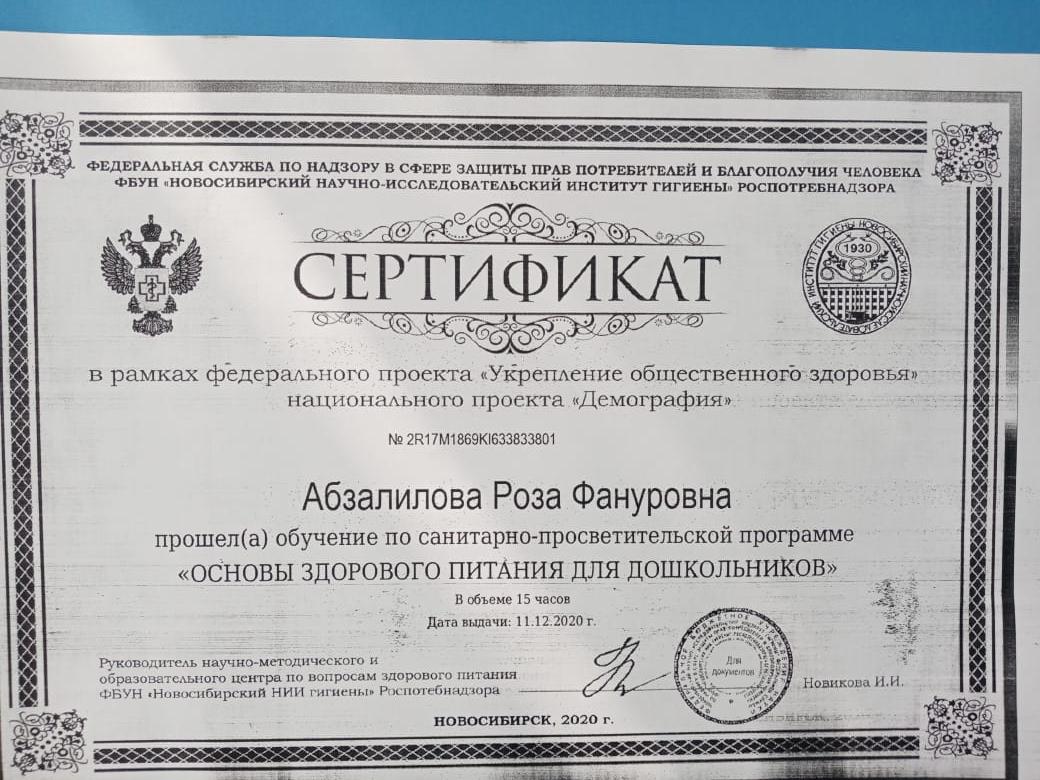 ФЕДЕРАЛЬНАЯ СЛУЖБА ПО НАДЗОРУ В СФЕРЕ ЗАЩИТЫ ПРАВ ПОТРЕБИТЕЛЕЙ И БЛАГОПОЛУЧИЯ ЧЕЛОВЕКА
ФБУН «НОВОСИБИРСКИЙ НАУЧНО-ИССЛЕДОВАТЕЛЬСКИЙ ИНСТИТУТ ГИГИЕНЫ» РОСПОТРЕБНАДЗОРА
1930
СЕРТИФИКАТ
в рамках федерального проекта «Укрепление общественного здоровья»
национального проекта «Демография»
№ 2R17M1869KI633833801
Абзалилова Роза Фануровна
прошел(а) обучение по санитарно-просветительской программе
«ОСНОВЫ ЗДОРОВОГО ПИТАНИЯ ДЛЯ ДОШКОЛЬНИКОВ»
В объеме 15 часов
Дата выдачи: 11.12.2020 г.
Руководитель научно-методического и
образовательного центра по вопросам здорового питания
ФБУН «Новосибирский НИИ гигиены» Роспотебнадзора
Для
документов
Новикова И.И.
НОВОСИБИРСК, 2020 г.